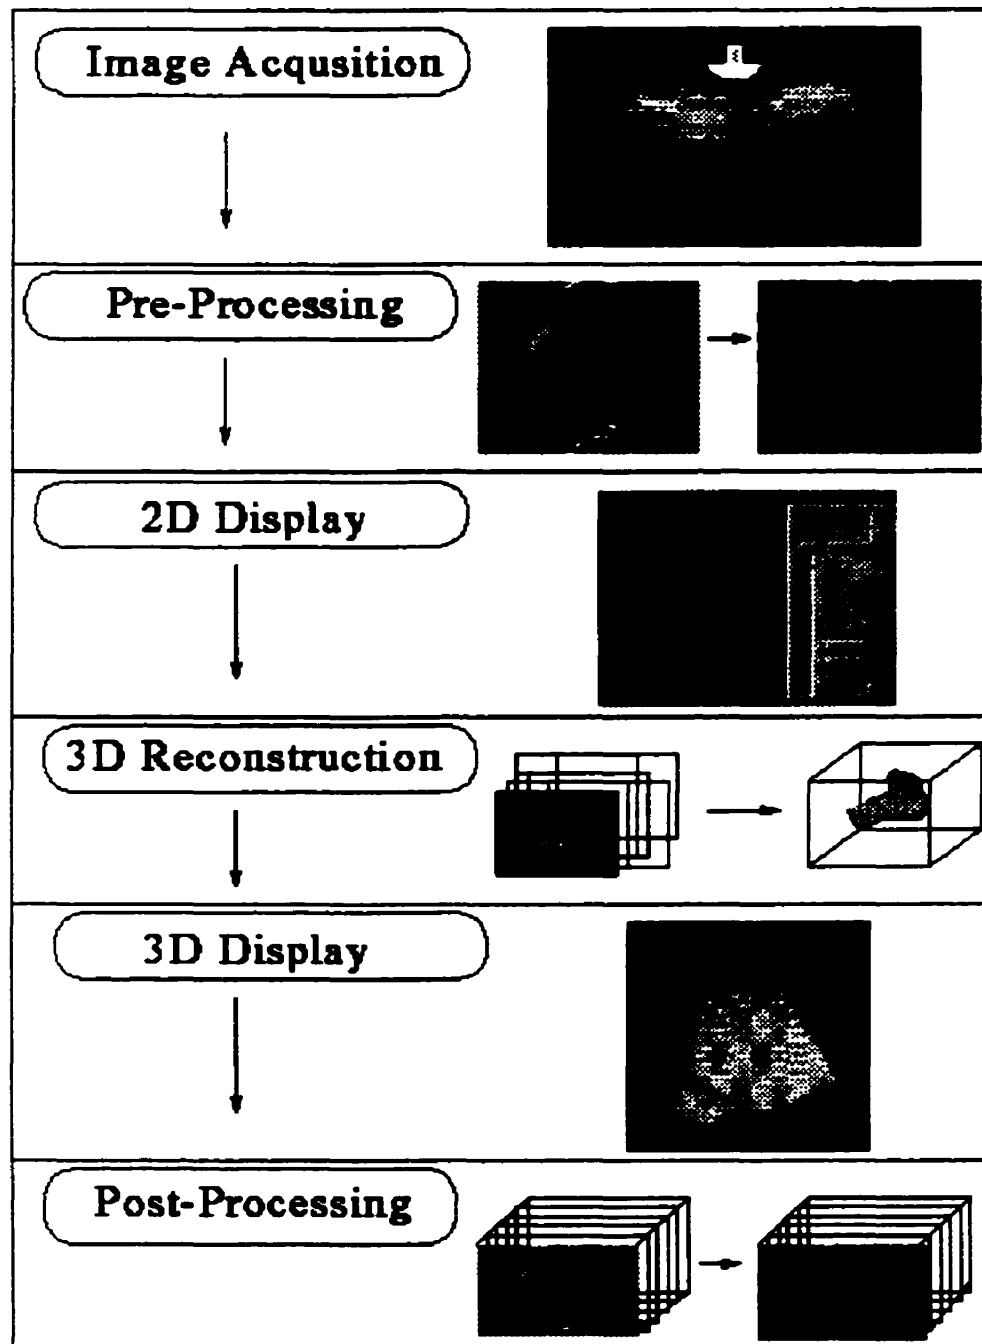 Image Acqusition
Pre-Processing
2D Display
3D Reconstruction
3D Display
Post-Processing